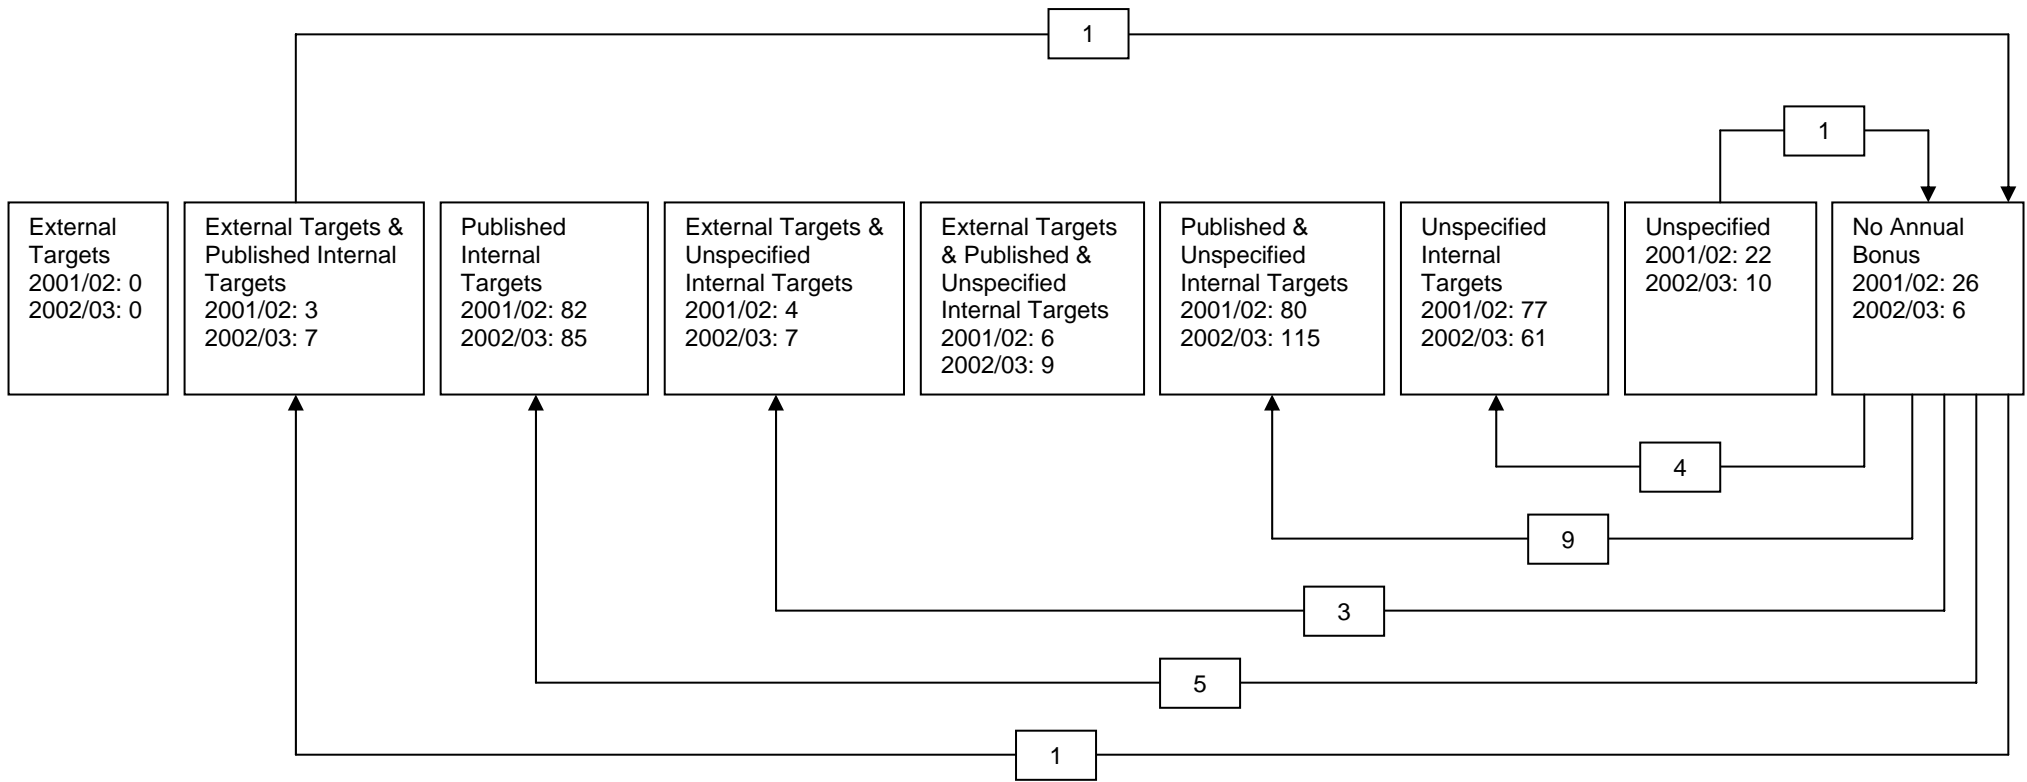 1
1
External
Targets
2001/02: 0
2002/03: 0
External Targets &
Published Internal
Targets
2001/02: 3
2002/03: 7
Published
Internal
Targets
2001/02: 82
2002/03: 85
External Targets &
Unspecified
Internal Targets
2001/02: 4
2002/03: 7
External Targets
& Published &
Unspecified
Internal Targets
2001/02: 6
2002/03: 9
Published &
Unspecified
Internal Targets
2001/02: 80
2002/03: 115
Unspecified
Internal
Targets
2001/02: 77
2002/03: 61
Unspecified
2001/02: 22
2002/03: 10
No Annual
Bonus
2001/02: 26
2002/03: 6
4
9
3
5
1